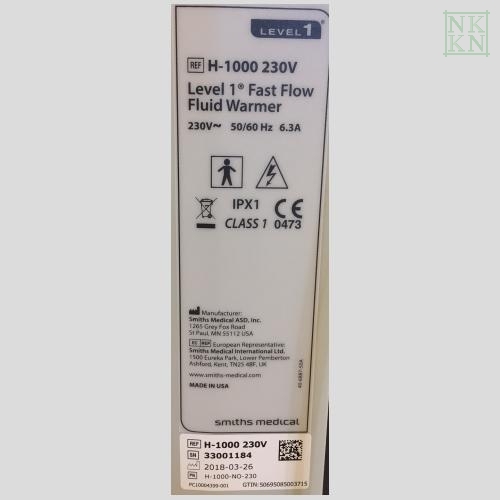 NK
KN
LEVEL 1
REF H-1000 230V
Level 1® Fast Flow
Fluid Warmer
230V~ 50/60 Hz 6.3A
IPX1
CLASS 1 0473
Manufacturer:
Smiths Medical ASD, Inc.
1265 Grey Fox Road
St Paul, MN 55112 USA
EC REP European Representative:
Smiths Medical International Ltd.
1500 Eureka Park, Lower Pemberton
Ashford, Kent, TN25 4BF, UK
www.smiths-medical.com
MADE IN USA
smiths medical
REF H-1000 230V
SN 33001184
2018-03-26
PN H-1000-NO-230
PC10004399-001 GTIN:50695085003715